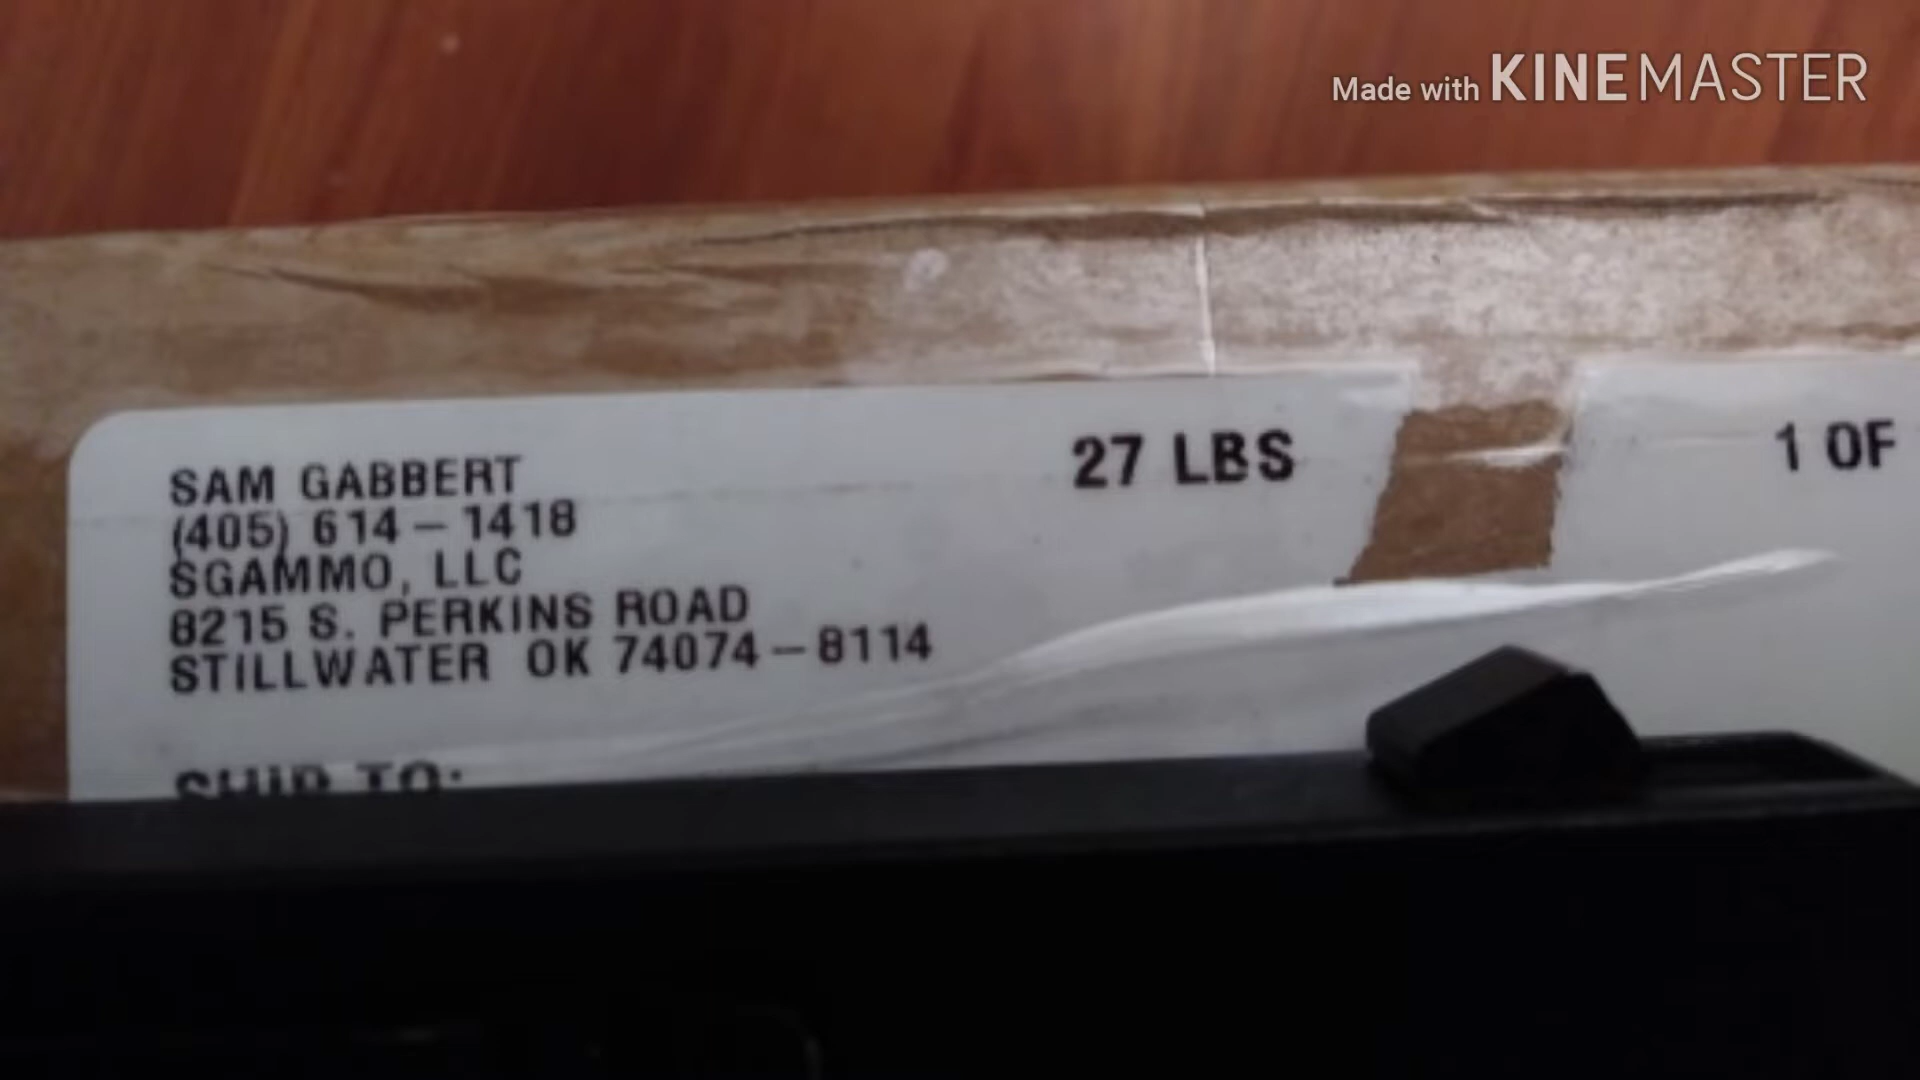 Made with KINEMASTER
SAM GABBERT 27 LBS 1 OF
(405) 614-1418
SGAMMO, LLC
8215 S. PERKINS ROAD
STILLWATER OK 74074-8114
SHIP TO: